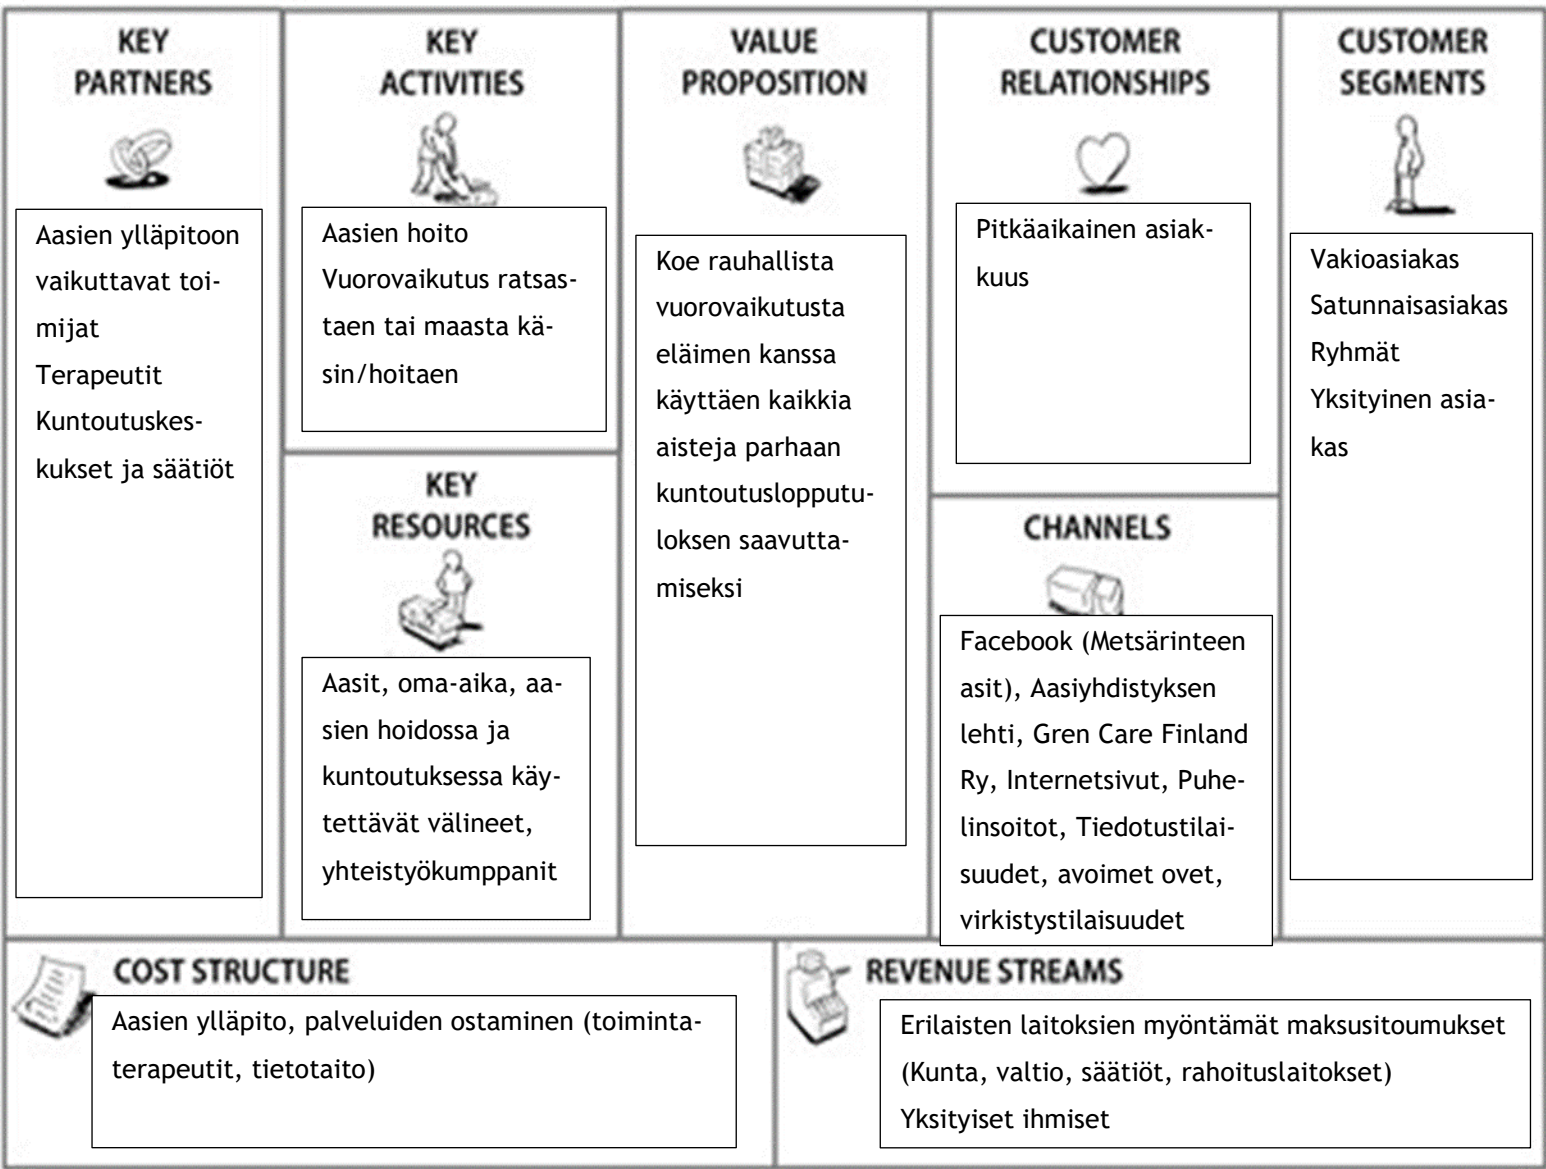 KEY
PARTNERS
Aasien ylläpitoon
vaikuttavat toi-
mijat
Terapeutit
Kuntoutuskes-
kukset ja säätiöt
KEY
ACTIVITIES
Aasien hoito
Vuorovaikutus ratsas-
taen tai maasta kä-
sin/hoitaen
KEY
RESOURCES
Aasit, oma-aika, aa-
sien hoidossa ja
kuntoutuksessa käy-
tettävät välineet,
yhteistyökumppanit
VALUE
PROPOSITION
Koe rauhallista
vuorovaikutusta
eläimen kanssa
käyttäen kaikkia
aisteja parhaan
kuntoutuslopputu-
loksen saavutta-
miseksi
CUSTOMER
RELATIONSHIPS
Pitkäaikainen asiak-
kuus
CHANNELS
Facebook (Metsärinteen
asit), Aasiyhdistyksen
lehti, Gren Care Finland
Ry, Internetsivut, Puhe-
linsoitot, Tiedotustilai-
suudet, avoimet ovet,
virkistystilaisuudet
CUSTOMER
SEGMENTS
Vakioasiakas
Satunnaisasiakas
Ryhmät
Yksityinen asia-
kas
COST STRUCTURE
Aasien ylläpito, palveluiden ostaminen (toiminta-
terapeutit, tietotaito)
REVENUE STREAMS
Erilaisten laitoksien myöntämät maksusitoumukset
(Kunta, valtio, säätiöt, rahoituslaitokset)
Yksityiset ihmiset